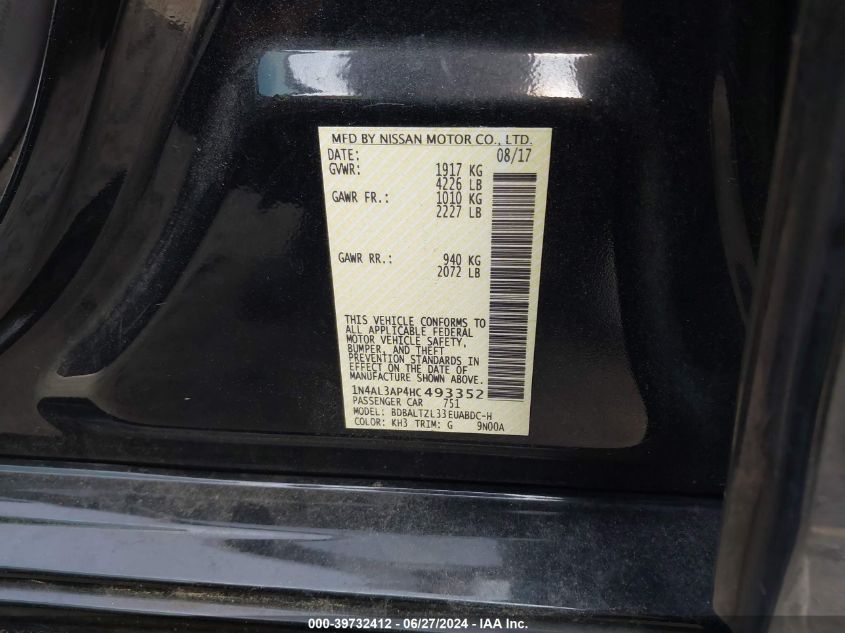 MFD BY NISSAN MOTOR CO., LTD.
DATE: 08/17
GVWR: 1917 KG
4226 LB
GAWR FR.: 1010 KG
2227 LB
GAWR RR.: 940 KG
2072 LB
THIS VEHICLE CONFORMS TO
ALL APPLICABLE FEDERAL
MOTOR VEHICLE SAFETY,
BUMPER, AND THEFT
PREVENTION STANDARDS IN
EFFECT ON THE DATE OF
MANUFACTURE SHOWN ABOVE.
1N4AL3AP4HC493352
PASSENGER CAR 751
MODEL: BDBALTZL33EUABDC-H
COLOR: KH3 TRIM: G 9N00A
000-39732412 - 06/27/2024 - IAAI.COM